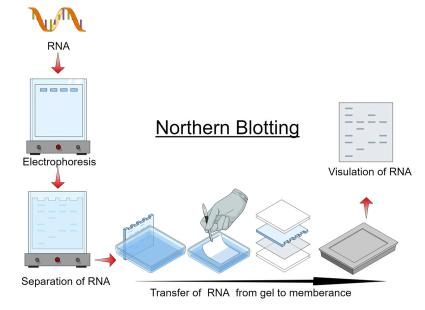 RNA
Electrophoresis
Separation of RNA
Northern Blotting
Transfer of RNA from gel to memberance
Visulation of RNA